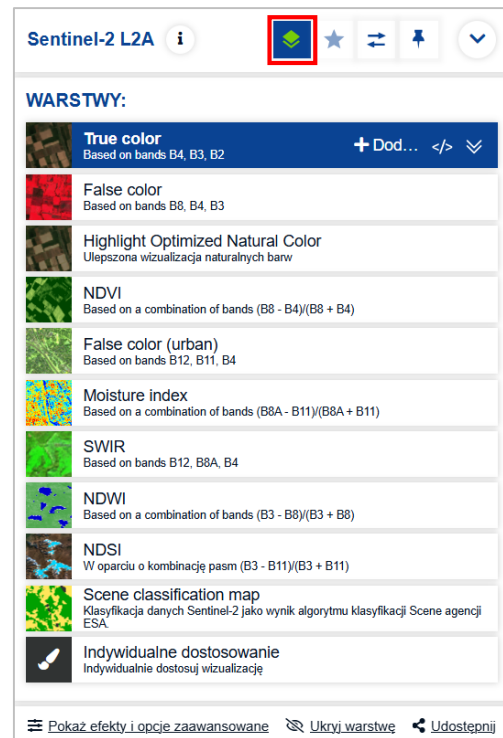 Sentinel-2 L2A i
WARSTWY:
True color
Based on bands B4, B3, B2
Dod... </>
False color
Based on bands B8, B4, B3
Highlight Optimized Natural Color
Ulepszona wizualizacja naturalnych barw
NDVI
Based on a combination of bands (B8 - B4)/(B8 + B4)
False color (urban)
Based on bands B12, B11, B4
Moisture index
Based on a combination of bands (B8A - B11)/(B8A + B11)
SWIR
Based on bands B12, B8A, B4
NDWI
Based on a combination of bands (B3 - B8)/(B3 + B8)
NDSI
W oparciu o kombinację pasm (B3 - B11)/(B3 + B11)
Scene classification map
Klasyfikacja danych Sentinel-2 jako wynik algorytmu klasyfikacji Scene agencji
ESA.
Indywidualne dostosowanie
Indywidualnie dostosuj wizualizację
Pokaż efekty i opcje zaawansowane Ukryj warstwę Udostępnij